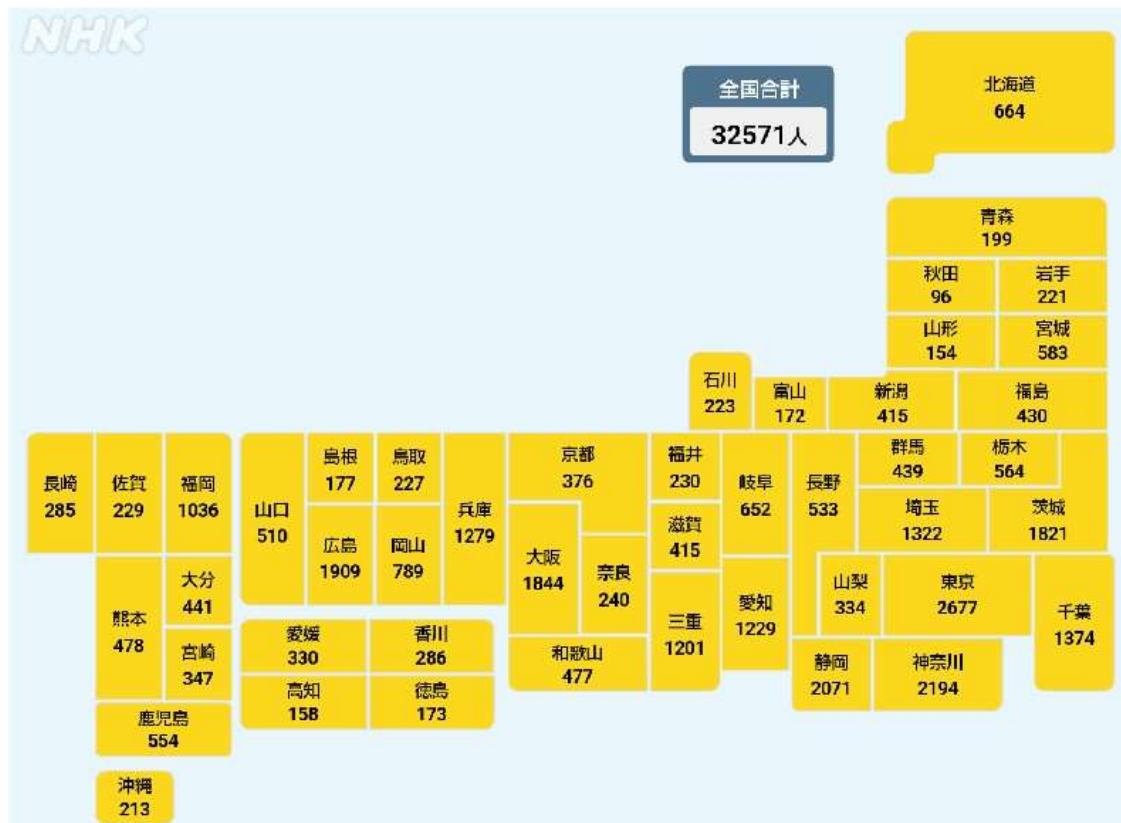 NHK
全国合計
32571人
北海道
664
青森
199
秋田
96
岩手
221
山形
154
宮城
583
石川
223
富山
172
新潟
415
福島
430
長崎
285
佐賀
229
福岡
1036
山口
510
島根
177
鳥取
227
兵庫
1279
京都
376
福井
230
岐阜
652
長野
533
群馬
439
栃木
564
埼玉
1322
茨城
1821
広島
1909
岡山
789
大阪
1844
奈良
240
滋賀
415
三重
1201
愛知
1229
山梨
334
東京
2677
千葉
1374
熊本
478
大分
441
宮崎
347
愛媛
330
香川
286
和歌山
477
静岡
2071
神奈川
2194
高知
158
徳島
173
鹿児島
554
沖縄
213